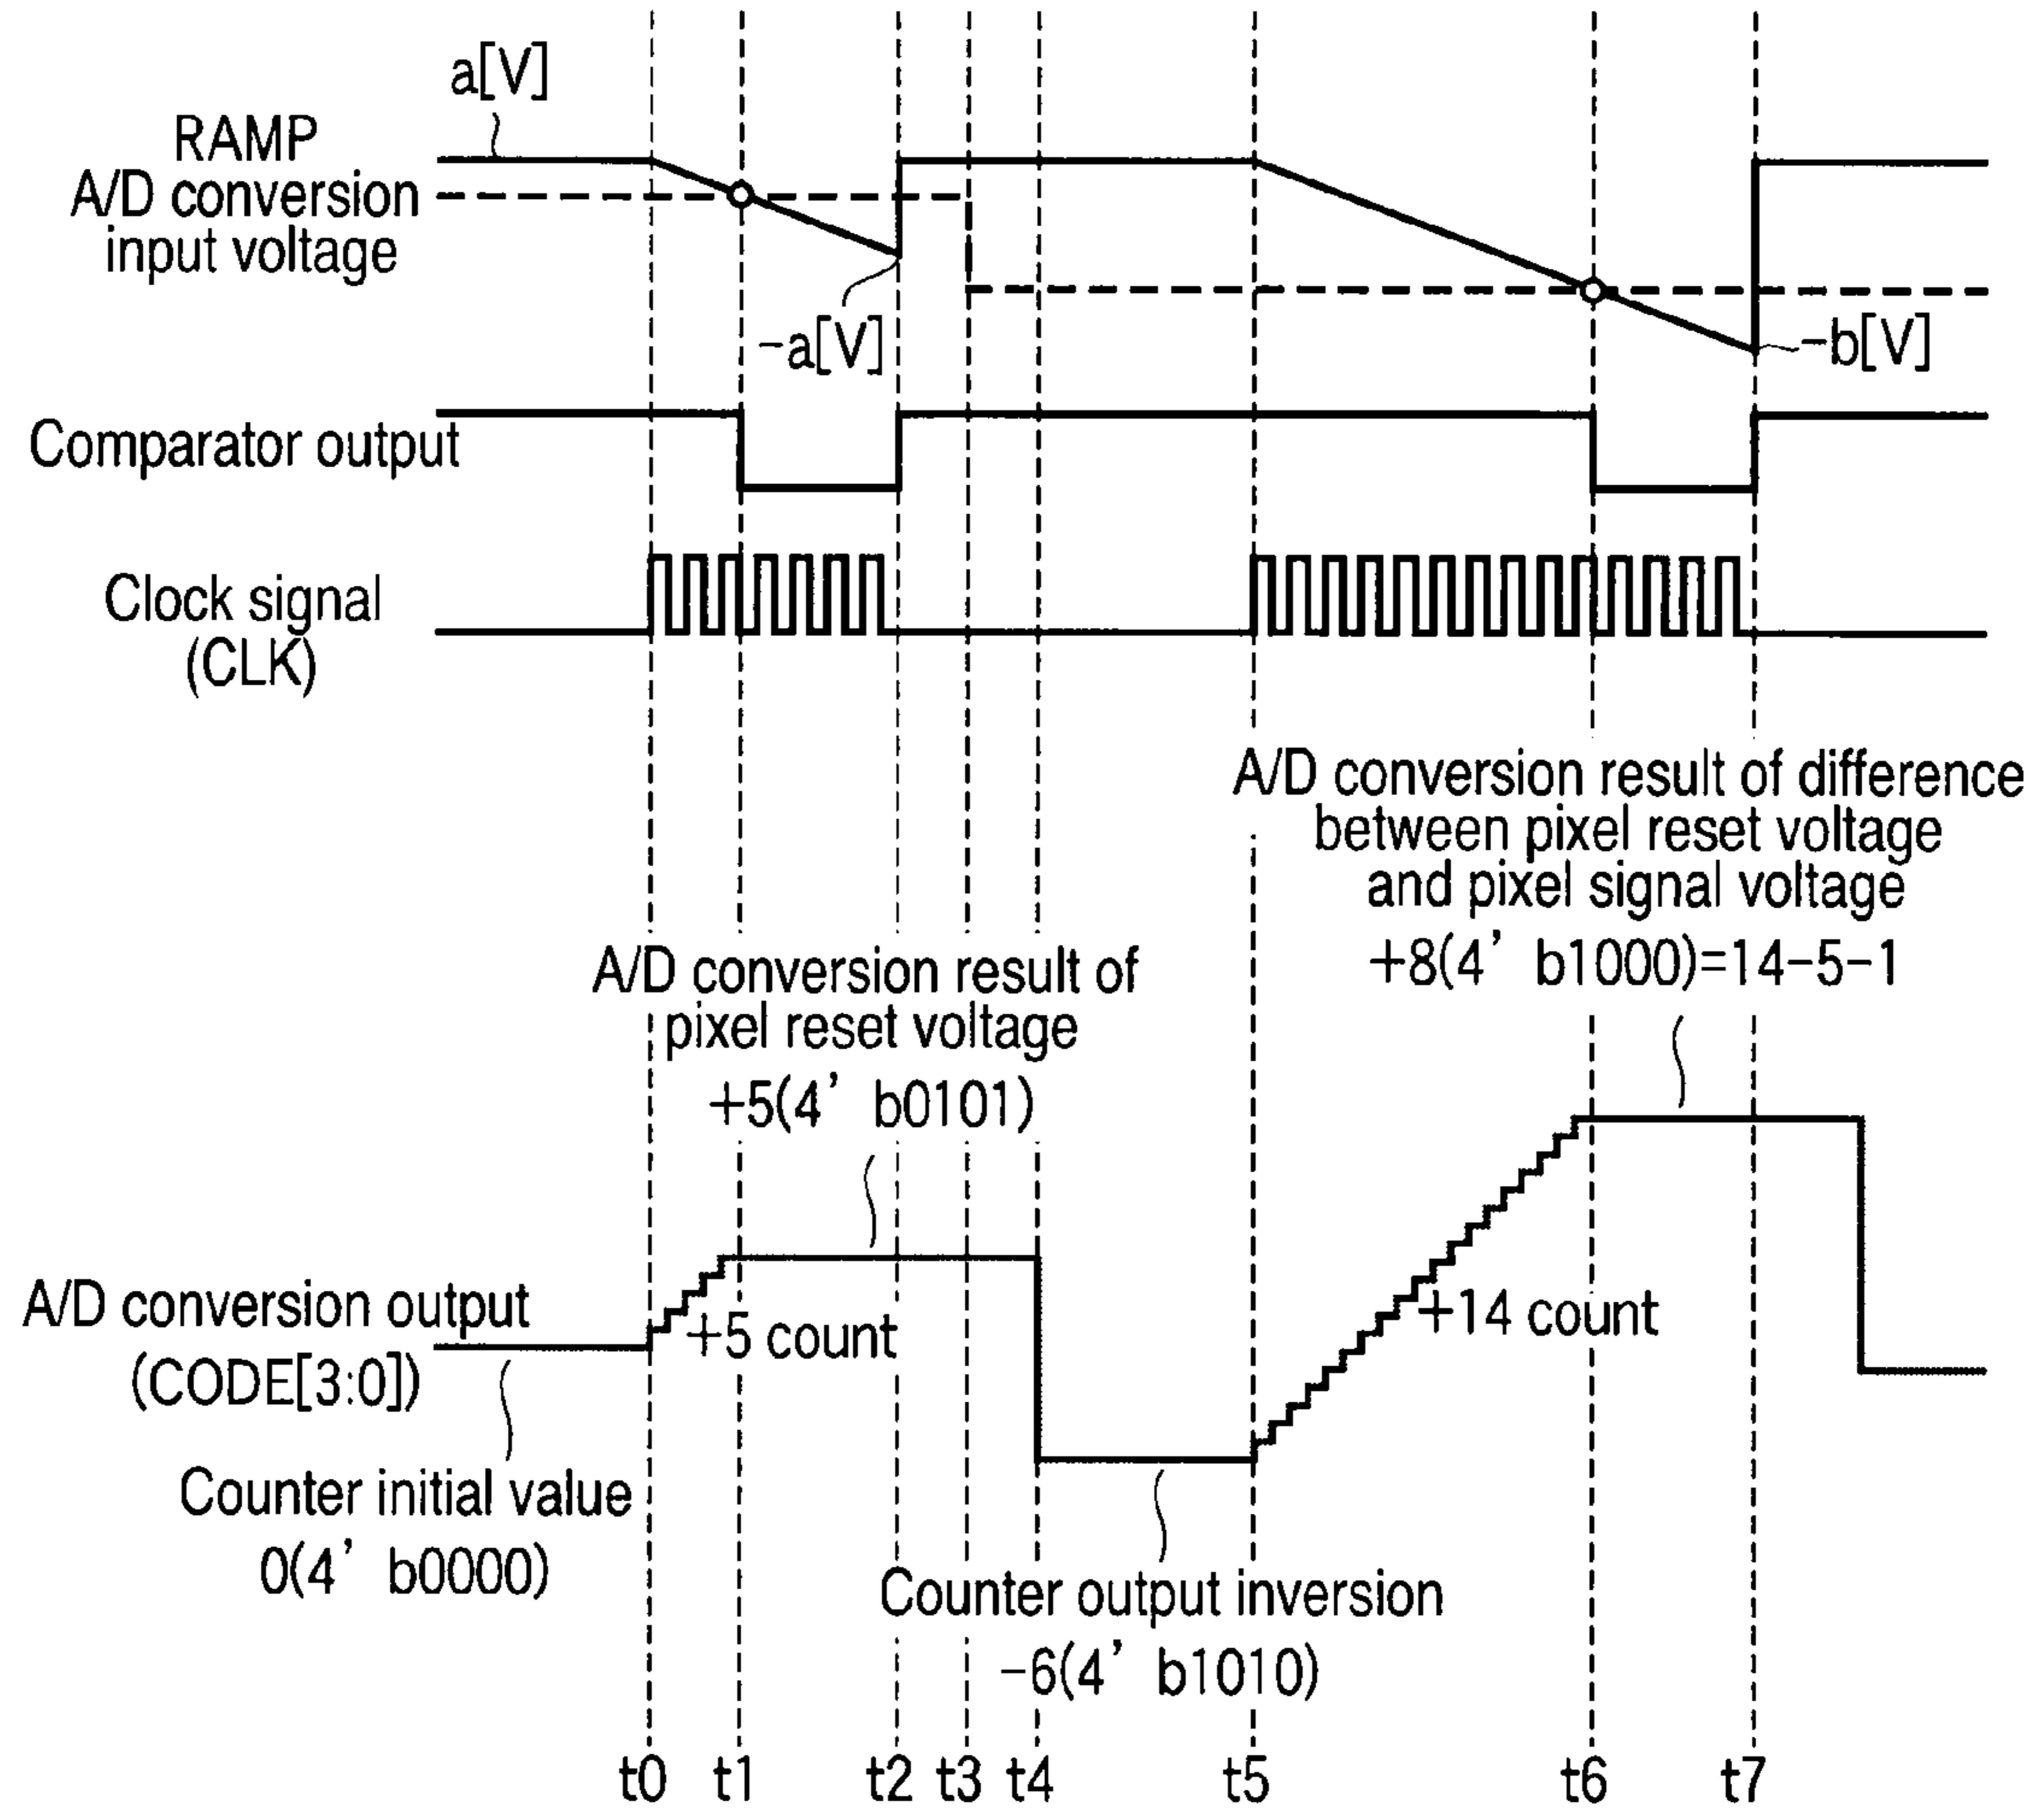 a[V]
RAMP
A/D conversion
input voltage
-a[V]
-b[V]
Comparator output
Clock signal
(CLK)
A/D conversion result of difference
between pixel reset voltage
and pixel signal voltage
+8(4' b1000)=14-5-1
A/D conversion result of
pixel reset voltage
+5(4' b0101)
A/D conversion output
(CODE[3:0])
+5 count
+14 count
Counter initial value
0(4' b0000)
Counter output inversion
-6(4' b1010)
t0 t1 t2 t3 t4 t5 t6 t7